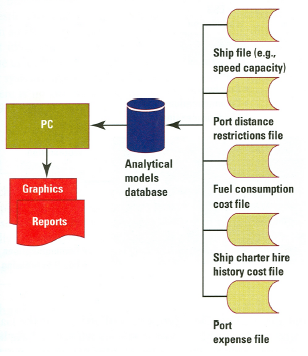 Ship file (e.g.,
speed capacity)
PC
Port distance
restrictions file
Analytical
models
database
Graphics
Reports
Fuel consumption
cost file
Ship charter hire
history cost file
Port
expense file